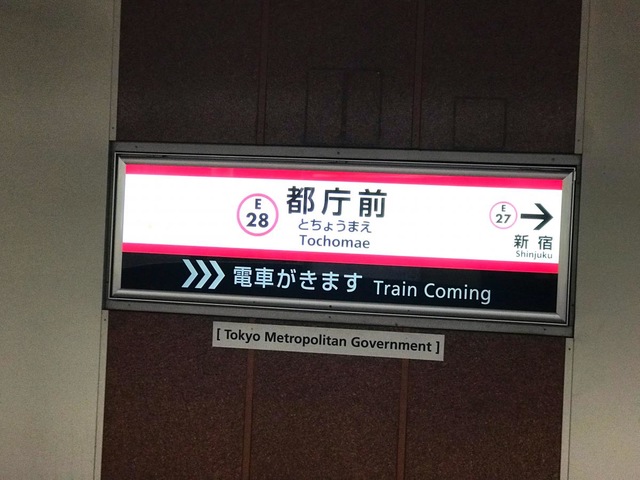 E
28
都庁前
とちょうまえ
Tochomae
E
27
新宿
Shinjuku
電車がきます Train Coming
[ Tokyo Metropolitan Government ]